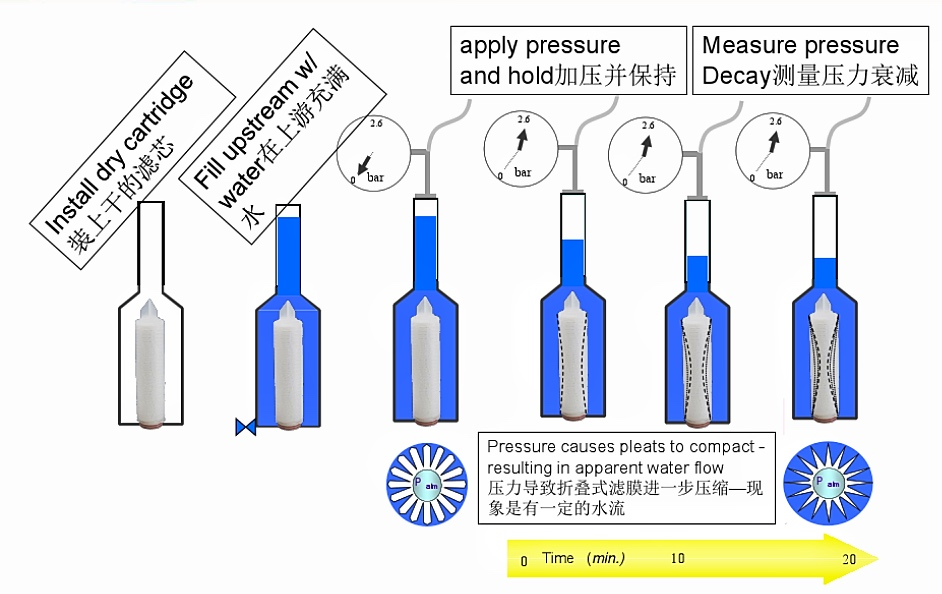 Install dry cartridge
装上干的滤芯
Fill upstream w/
water在上游充满
水
apply pressure
and hold加压并保持
Measure pressure
Decay测量压力衰减
2.6
0 bar
2.6
0 bar
2.6
0 bar
2.6
0 bar
P atm
Pressure causes pleats to compact -
resulting in apparent water flow
压力导致折叠式滤膜进一步压缩—现
象是有一定的水流
P atm
0 Time (min.) 10 20